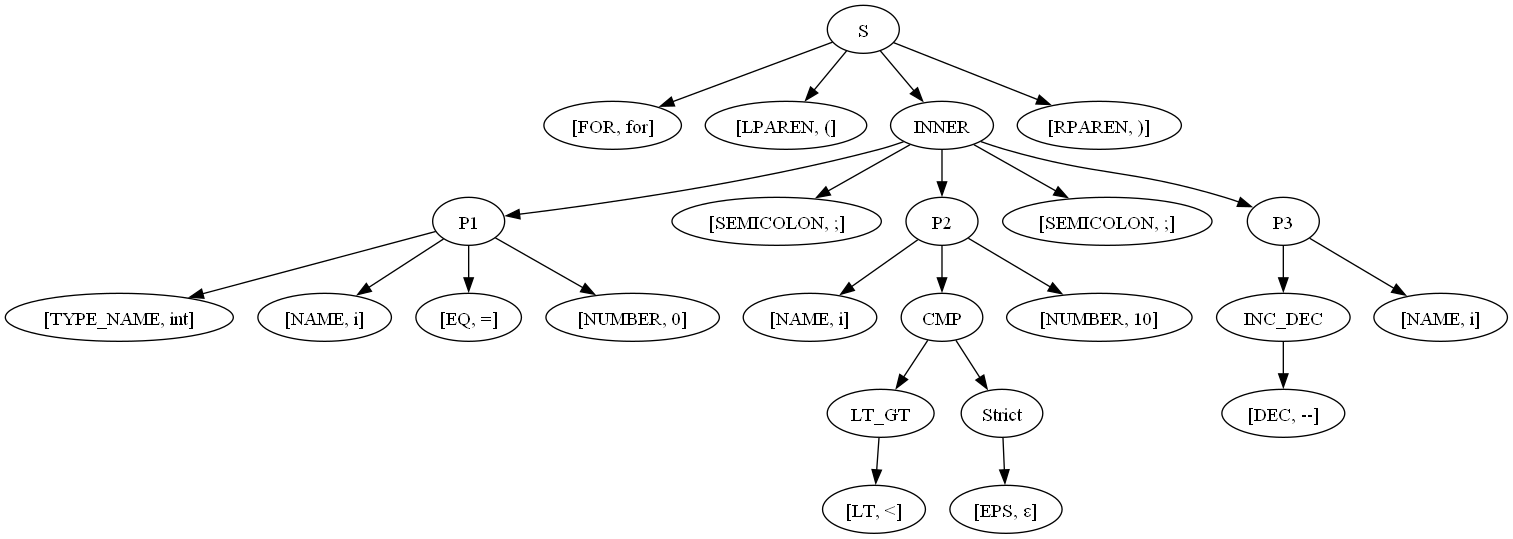 S
[FOR, for] [LPAREN, (] INNER [RPAREN, )]
P1 [SEMICOLON, ;] P2 [SEMICOLON, ;] P3
[TYPE_NAME, int] [NAME, i] [EQ, =] [NUMBER, 0] [NAME, i] CMP [NUMBER, 10] INC_DEC [NAME, i]
LT_GT Strict [DEC, --]
[LT, <] [EPS, ε]